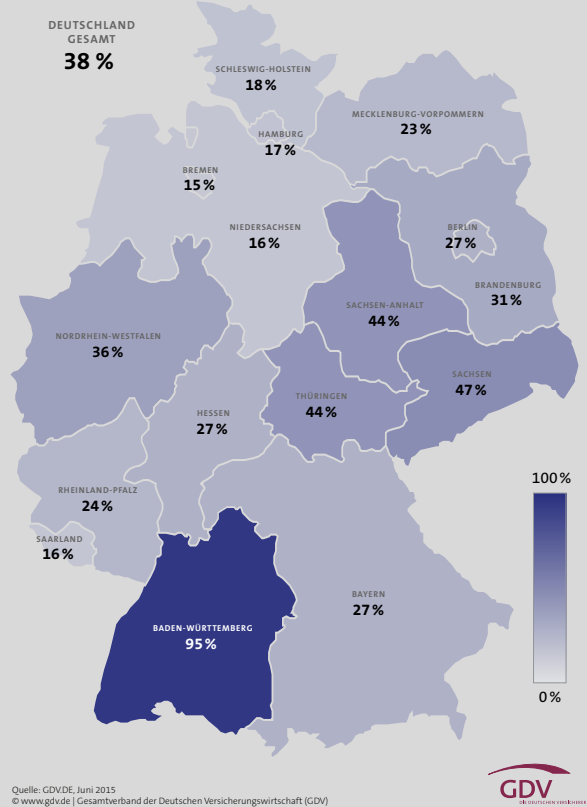 DEUTSCHLAND
GESAMT
38 %
SCHLESWIG-HOLSTEIN
18 %
MECKLENBURG-VORPOMMERN
23 %
HAMBURG
17 %
BREMEN
15 %
NIEDERSACHSEN
16 %
BERLIN
27 %
BRANDENBURG
31 %
SACHSEN-ANHALT
44 %
NORDRHEIN-WESTFALEN
36 %
SACHSEN
47 %
THÜRINGEN
44 %
HESSEN
27 %
RHEINLAND-PFALZ
24 %
SAARLAND
16 %
BAYERN
27 %
BADEN-WÜRTTEMBERG
95 %
100 %
0 %
Quelle: GDV.DE, Juni 2015
© www.gdv.de | Gesamtverband der Deutschen Versicherungswirtschaft (GDV)
GDV
DIE DEUTSCHEN VERSICHERER